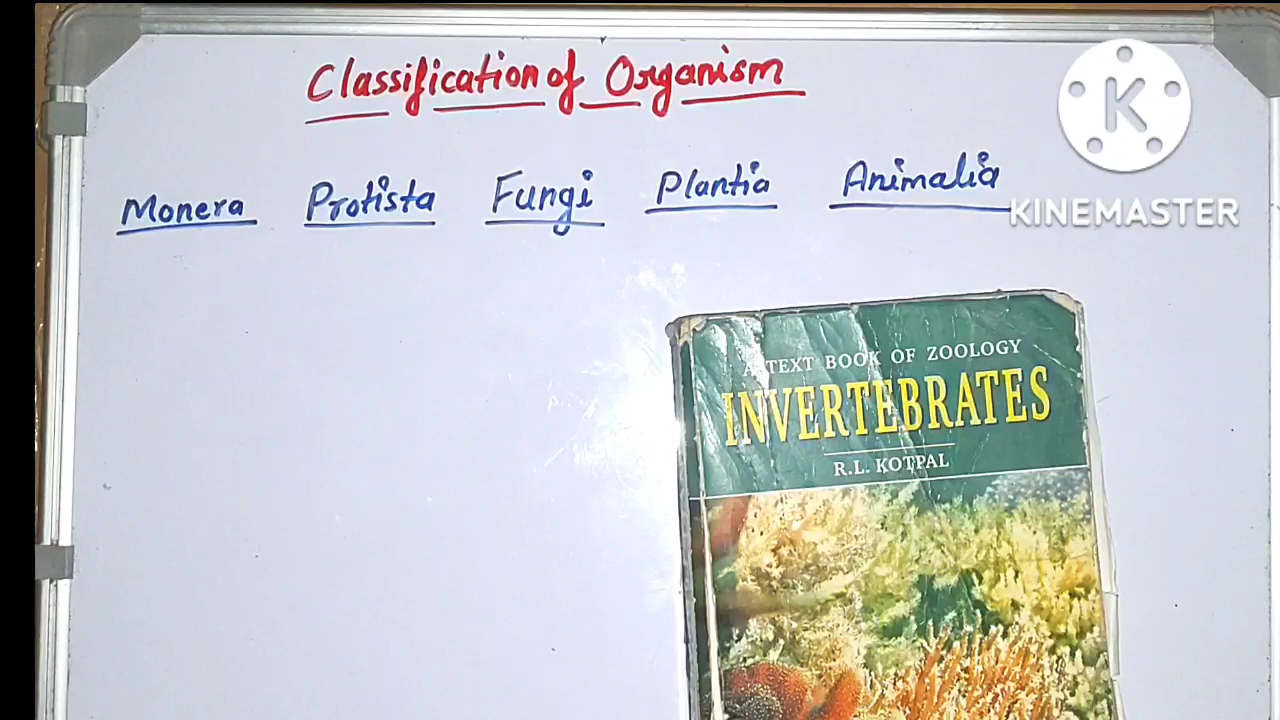 Classification of Organism
Monera Protista Fungi Plantia Animalia
K
KINEMASTER
A TEXT BOOK OF ZOOLOGY
INVERTEBRATES
R.L. KOTPAL